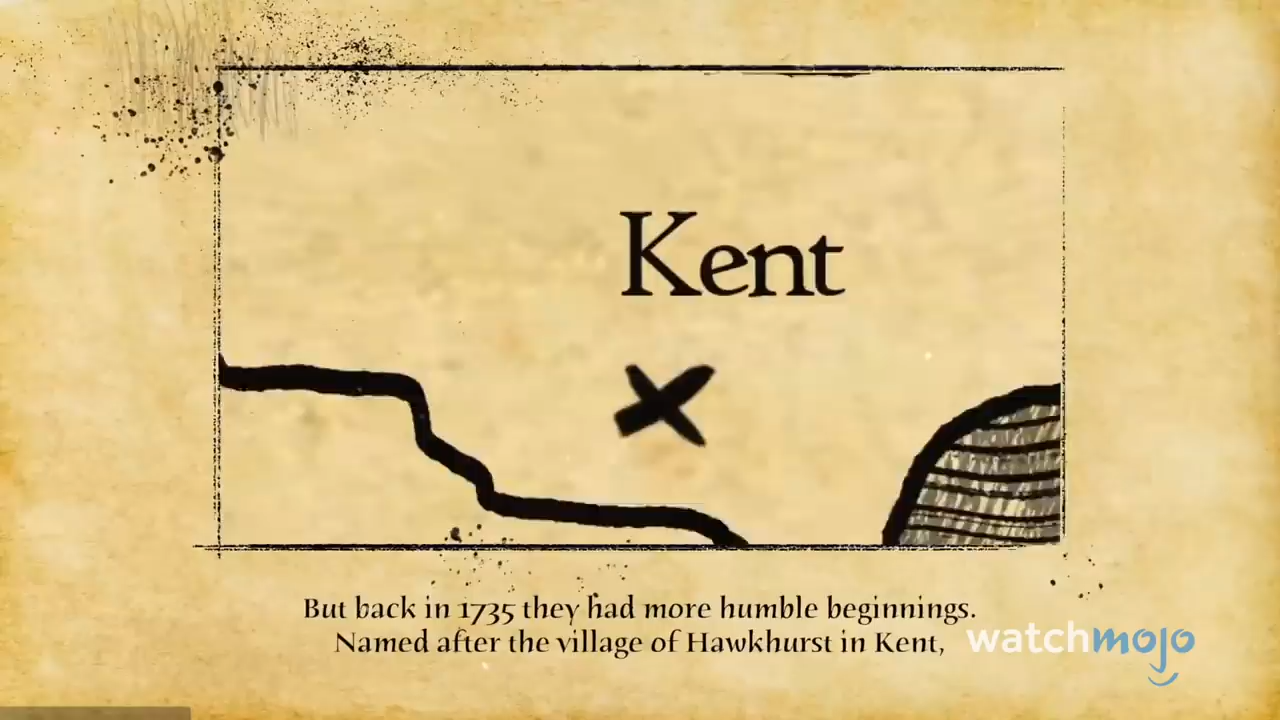 Kent
But back in 1735 they had more humble beginnings.
Named after the village of Hawkhurst in Kent,
watchmojo